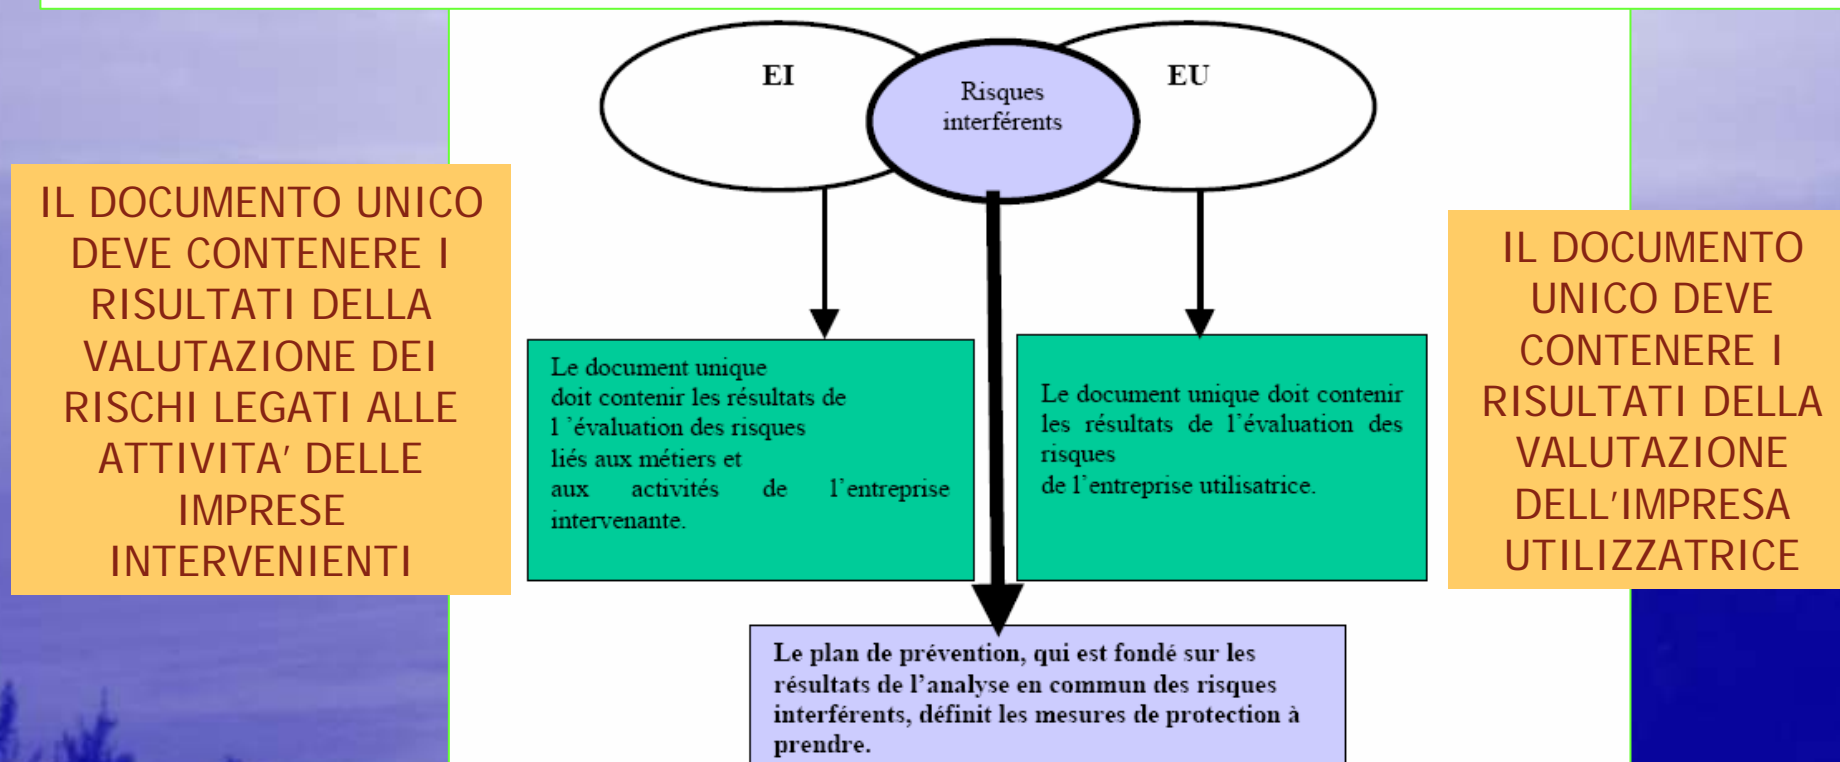 EI
Risques
interférents
EU
IL DOCUMENTO UNICO
DEVE CONTENERE I
RISULTATI DELLA
VALUTAZIONE DEI
RISCHI LEGATI ALLE
ATTIVITA’ DELLE
IMPRESE
INTERVENIENTI
Le document unique
doit contenir les résultats de
l ’évaluation des risques
liés aux métiers et
aux activités de l’entreprise
intervenante.
Le document unique doit contenir
les résultats de l’évaluation des
risques
de l’entreprise utilisatrice.
IL DOCUMENTO
UNICO DEVE
CONTENERE I
RISULTATI DELLA
VALUTAZIONE
DELL’IMPRESA
UTILIZZATRICE
Le plan de prévention, qui est fondé sur les
résultats de l’analyse en commun des risques
interférents, définit les mesures de protection à
prendre.